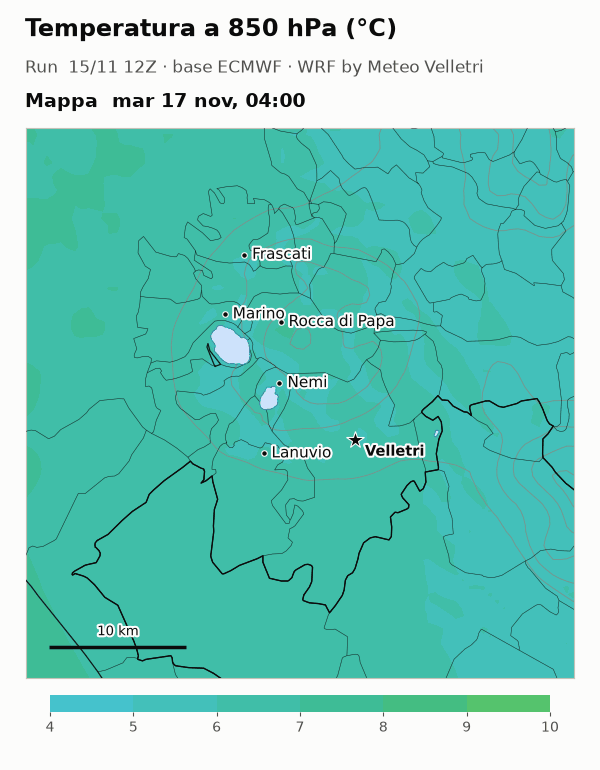 Temperatura a 850 hPa (°C)
Run  15/11 12Z · base ECMWF · WRF by Meteo Velletri
Mappa  mar 17 nov, 04:00
Frascati
Marino
Rocca di Papa
Nemi
Velletri
Lanuvio
10 km
4 5 6 7 8 9 10